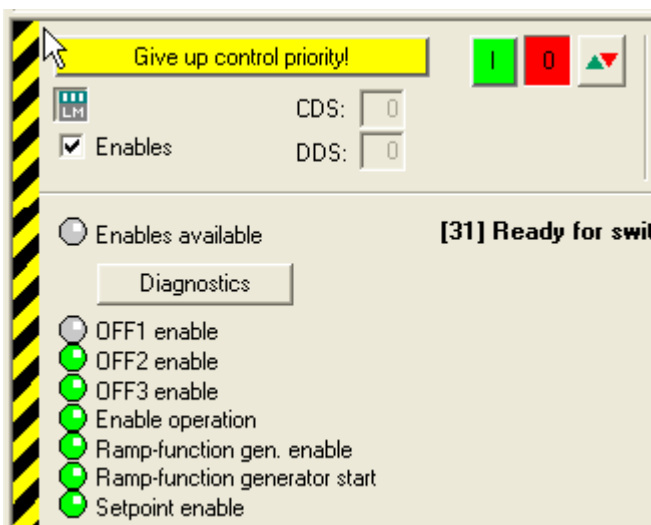 Give up control priority!
I 0
LM
CDS: 0
Enables
DDS: 0
Enables available
[31] Ready for
Diagnostics
OFF1 enable
OFF2 enable
OFF3 enable
Enable operation
Ramp-function gen. enable
Ramp-function generator start
Setpoint enable